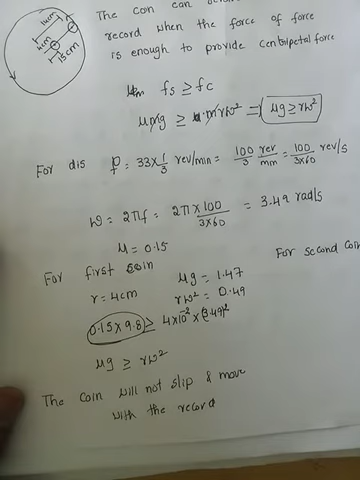 The coin can
14cm
record when the force of force
4cm
is enough to provide centripetal force
15cm
fs ≥ fc
μmg ≥ mrω² = μg ≥ rω²
For dis f = 33×1/3 rev/min = 100/3 rev/mm = 100/3×60 rev/s
ω = 2πf = 2π×100/3×60 = 3.49 rad/s
μ = 0.15
For first coin For second coin
μg = 1.47
r = 4cm rω² = 0.49
0.15×9.8 ≥ 4×10⁻²×(3.49)²
μg ≥ rω²
The coin will not slip & move
with the record